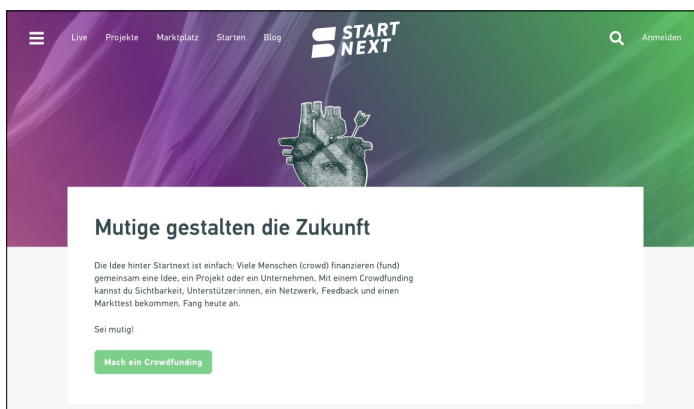 Live Projekte Marktplatz Starten Blog
START
NEXT
Anmelden
Mutige gestalten die Zukunft
Die Idee hinter Startnext ist einfach: Viele Menschen (crowd) finanzieren (fund)
gemeinsam eine Idee, ein Projekt oder ein Unternehmen. Mit einem Crowdfunding
kannst du Sichtbarkeit, Unterstützer:innen, ein Netzwerk, Feedback und einen
Markttest bekommen. Fang heute an.
Sei mutig!
Mach ein Crowdfunding